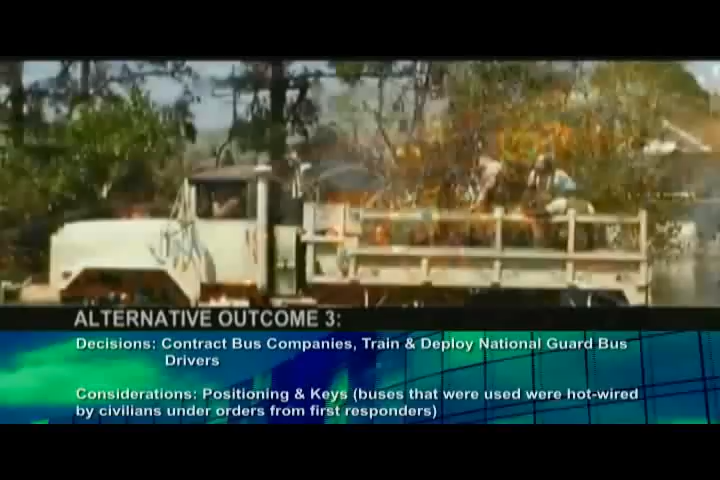 ALTERNATIVE OUTCOME 3:
Decisions: Contract Bus Companies, Train & Deploy National Guard Bus
Drivers
Considerations: Positioning & Keys (buses that were used were hot-wired
by civilians under orders from first responders)